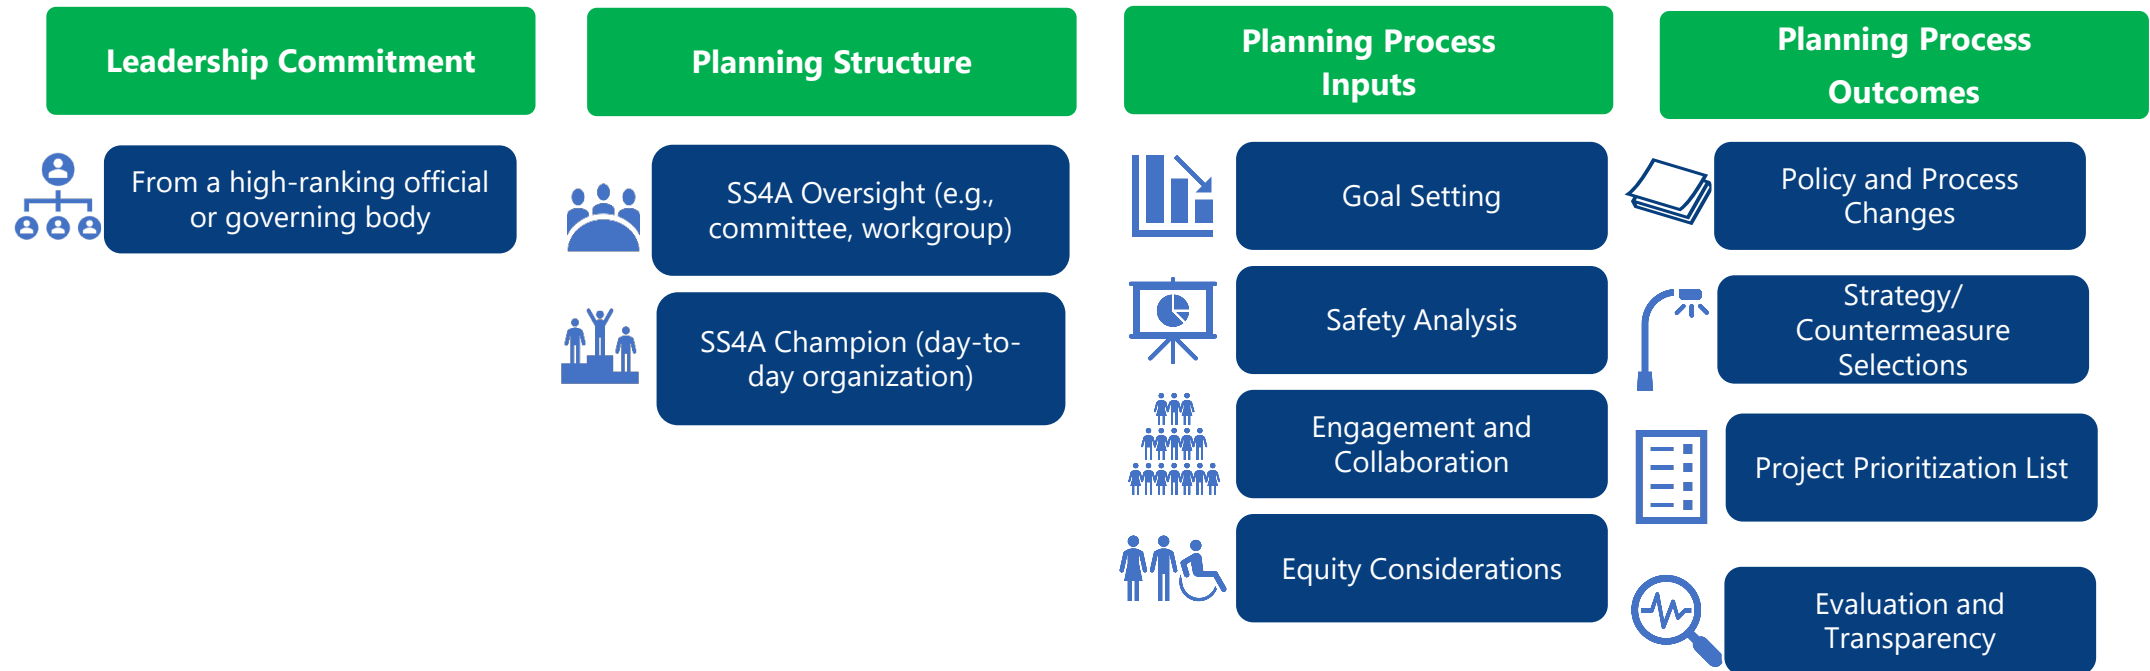 Leadership Commitment
From a high-ranking official
or governing body
Planning Structure
SS4A Oversight (e.g.,
committee, workgroup)
SS4A Champion (day-to-
day organization)
Planning Process
Inputs
Goal Setting
Safety Analysis
Engagement and
Collaboration
Equity Considerations
Planning Process
Outcomes
Policy and Process
Changes
Strategy/
Countermeasure
Selections
Project Prioritization List
Evaluation and
Transparency